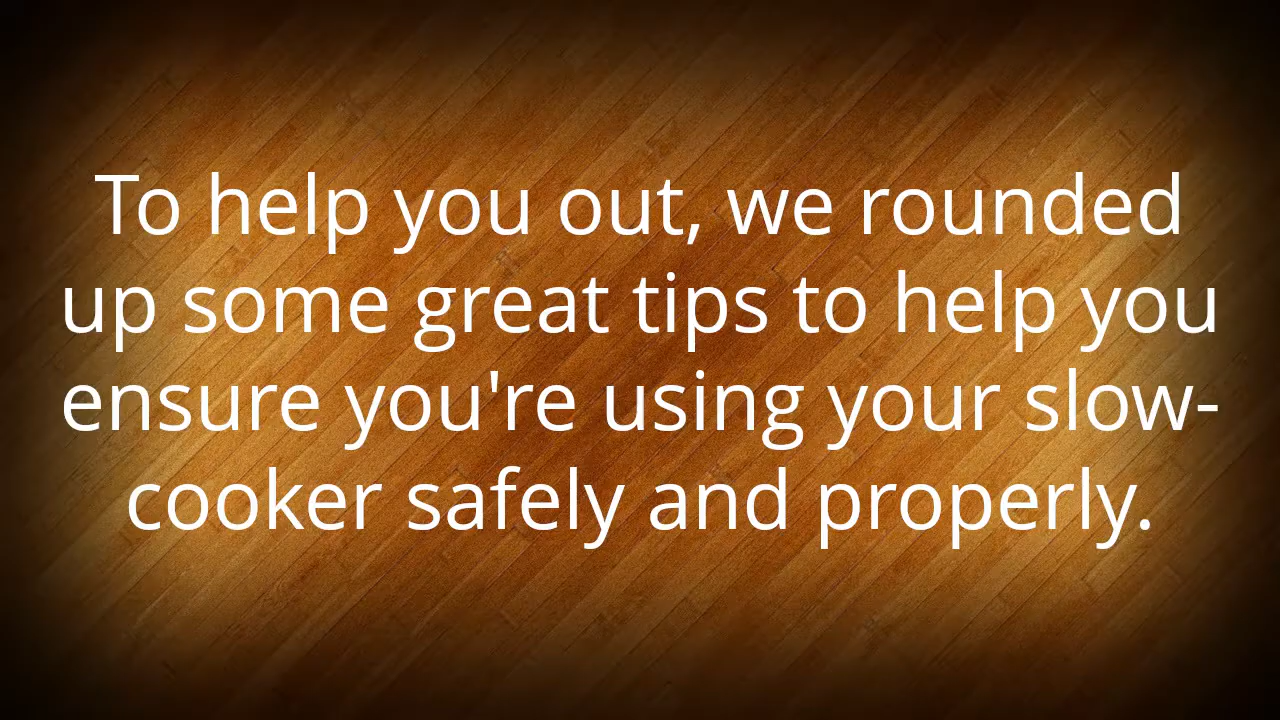 To help you out, we rounded
up some great tips to help you
ensure you're using your slow-
cooker safely and properly.